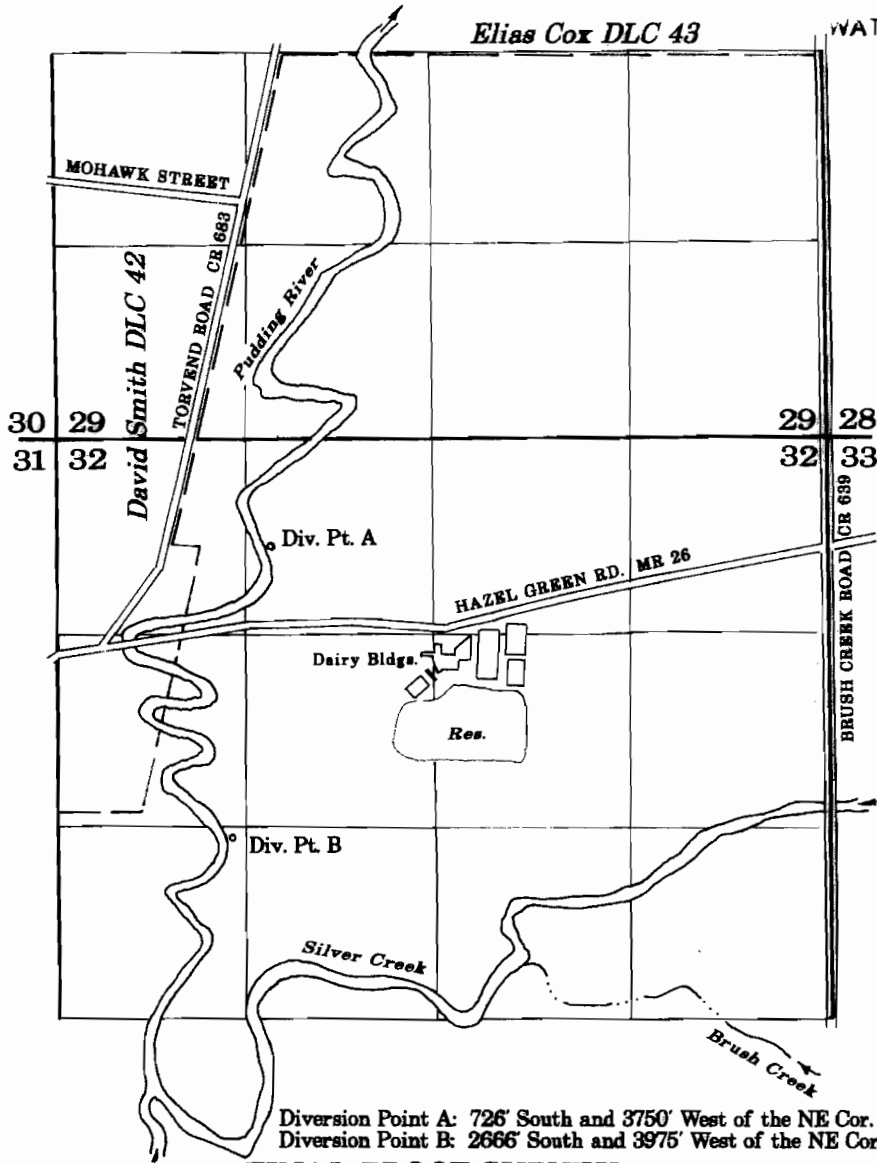 Elias Cox DLC 43
WAT
MOHAWK STREET
TORVEND ROAD CR 683
David Smith DLC 42
Pudding River
30 29
31 32
29 28
32 33
Div. Pt. A
HAZEL GREEN RD. MR 26
BRUSH CREEK ROAD CR 639
Dairy Bldgs.
Res.
Div. Pt. B
Silver Creek
Brush Creek
Diversion Point A: 726' South and 3750' West of the NE Cor.
Diversion Point B: 2666' South and 3975' West of the NE Cor